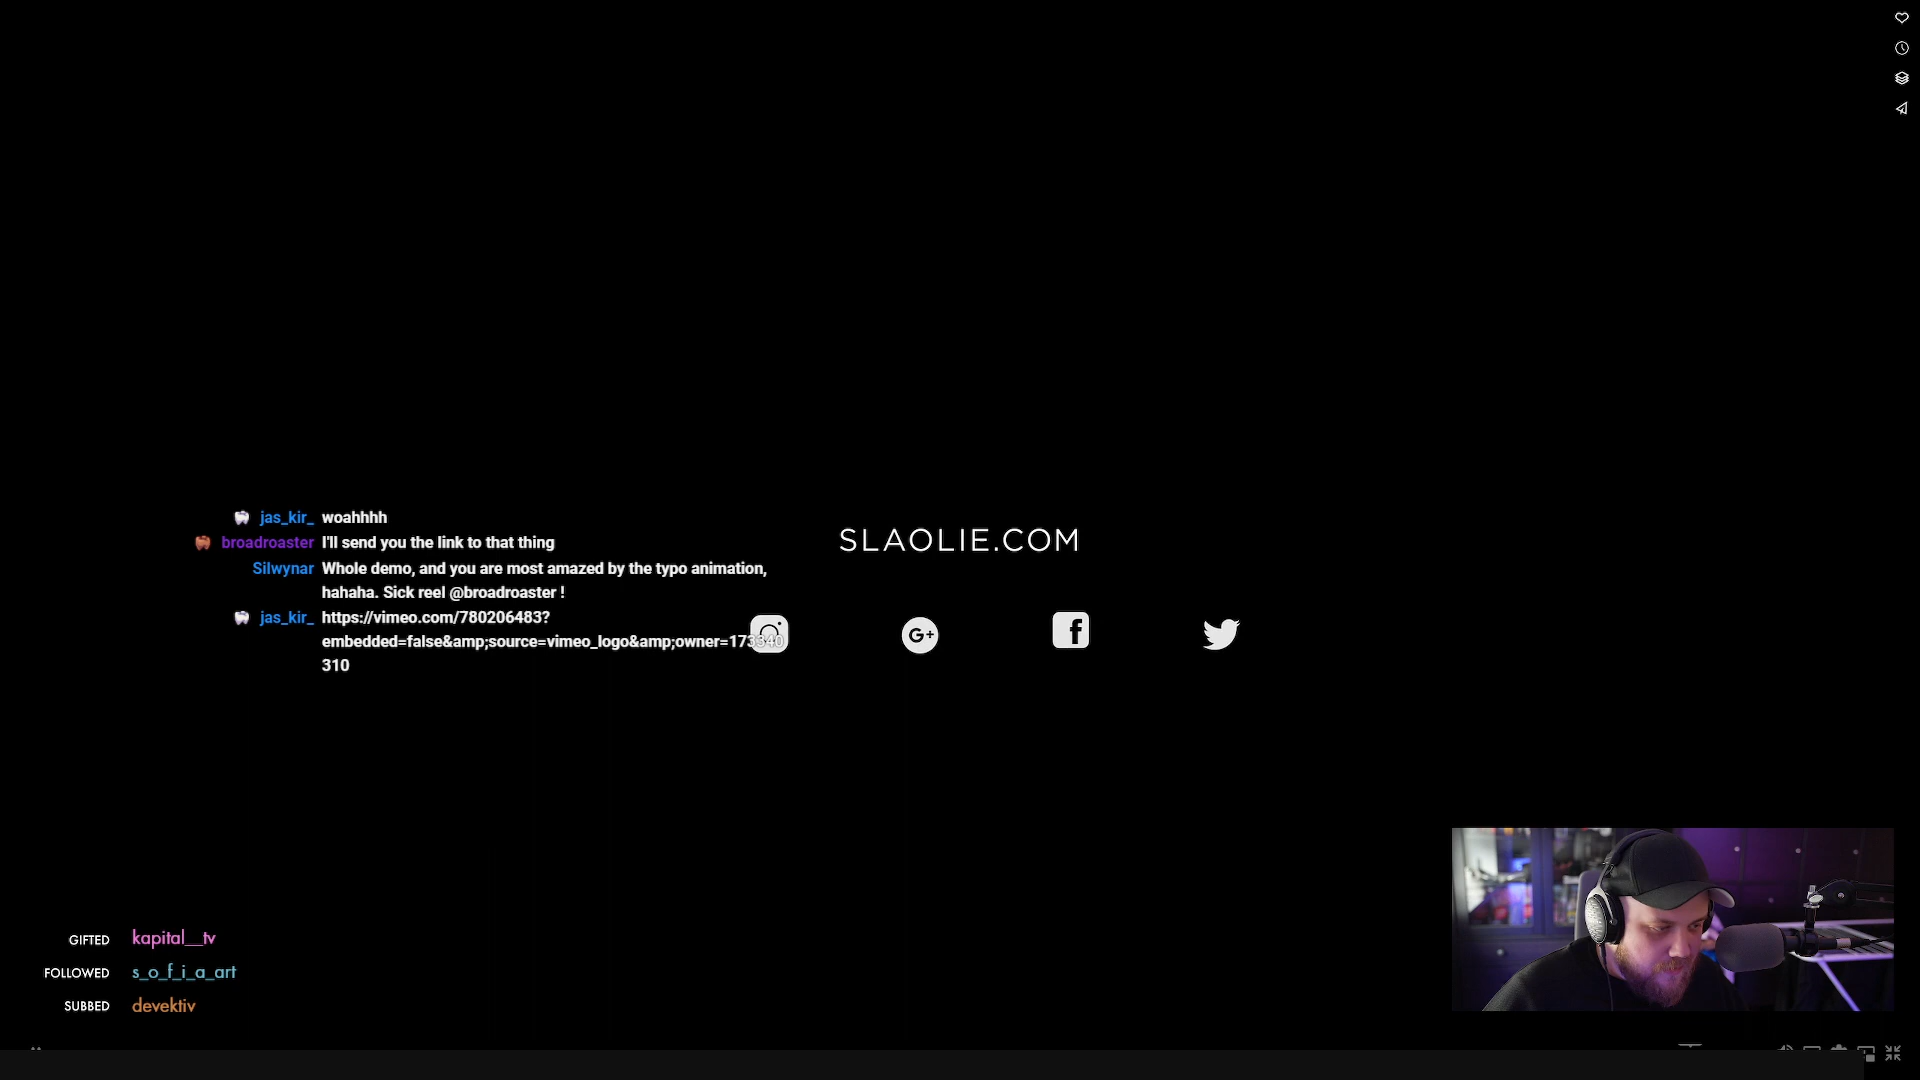 jas_kir_ woahhhh
broadroaster I'll send you the link to that thing
Silwynar Whole demo, and you are most amazed by the typo animation,
hahaha. Sick reel @broadroaster !
jas_kir_ https://vimeo.com/780206483?
embedded=false&amp;source=vimeo_logo&amp;owner=173340
310
SLAOLIE.COM
G+
f
GIFTED kapital__tv
FOLLOWED s_o_f_i_a_art
SUBBED devektiv